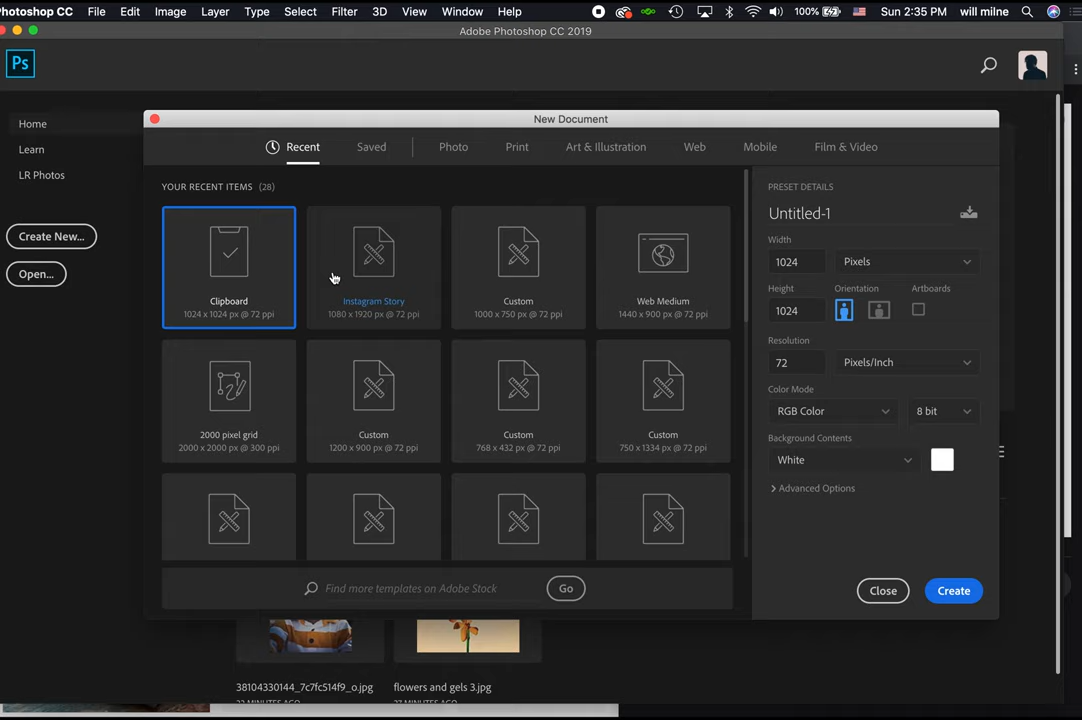 Photoshop CC File Edit Image Layer Type Select Filter 3D View Window Help 100% Sun 2:35 PM will milne
Adobe Photoshop CC 2019
Ps
Home
Learn
LR Photos
Create New...
Open...
New Document
Recent Saved Photo Print Art & Illustration Web Mobile Film & Video
YOUR RECENT ITEMS (28)
Clipboard
1024 x 1024 px @ 72 ppi
Instagram Story
1080 x 1920 px @ 72 ppi
Custom
1000 x 750 px @ 72 ppi
Web Medium
1440 x 900 px @ 72 ppi
2000 pixel grid
2000 x 2000 px @ 300 ppi
Custom
1200 x 900 px @ 72 ppi
Custom
768 x 432 px @ 72 ppi
Custom
750 x 1334 px @ 72 ppi
Find more templates on Adobe Stock
Go
PRESET DETAILS
Untitled-1
Width
1024 Pixels
Height Orientation Artboards
1024
Resolution
72 Pixels/Inch
Color Mode
RGB Color 8 bit
Background Contents
White
Advanced Options
Close Create
38104330144_7c7fc514f9_o.jpg
flowers and gels 3.jpg